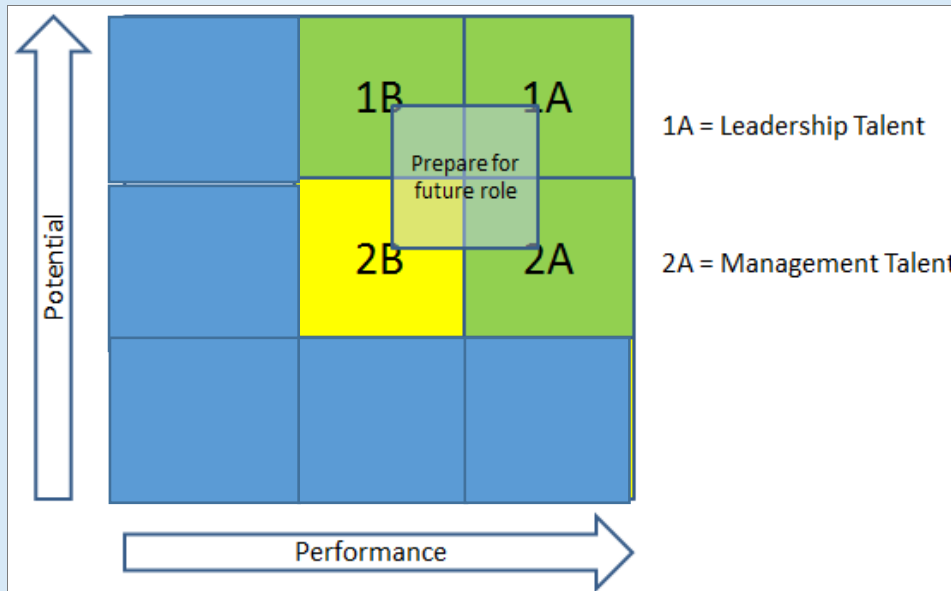 1B
1A
1A = Leadership Talent
Prepare for
future role
Potential
2B
2A
2A = Management Talent
Performance